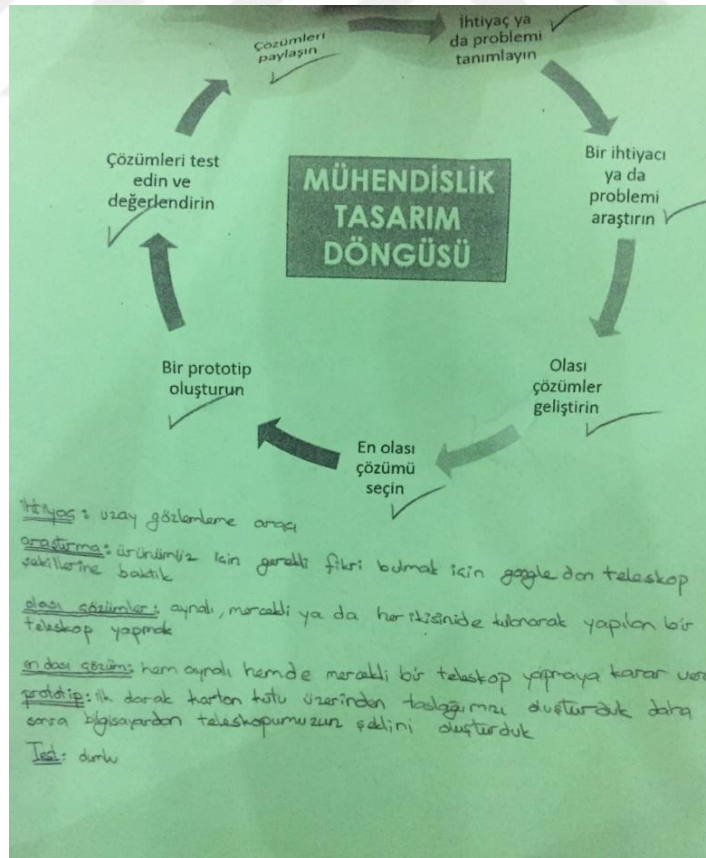 Çözümleri
paylaşın
İhtiyaç ya
da problemi
tanımlayın
Bir ihtiyacı
ya da
problemi
araştırın
Olası
çözümler
geliştirin
En olası
çözümü
seçin
Bir prototip
oluşturun
Çözümleri test
edin ve
değerlendirin
MÜHENDİSLİK
TASARIM
DÖNGÜSÜ
ihtiyaç: uzay gözlemleme aracı
araştırma: ürünümüz için gerekli fikri bulmak için google dan teleskop
şekillerine baktık
olası çözümler: aynalı, mercekli ya da her ikisinide kullanarak yapılan bir
teleskop yapmak
en olası çözüm: hem aynalı hemde mercekli bir teleskop yapmaya karar
prototip: ilk olarak karton kutu üzerinden taslağımızı oluşturduk daha
sonra bilgisayardan teleskopumuzun şeklini oluşturduk
Test: